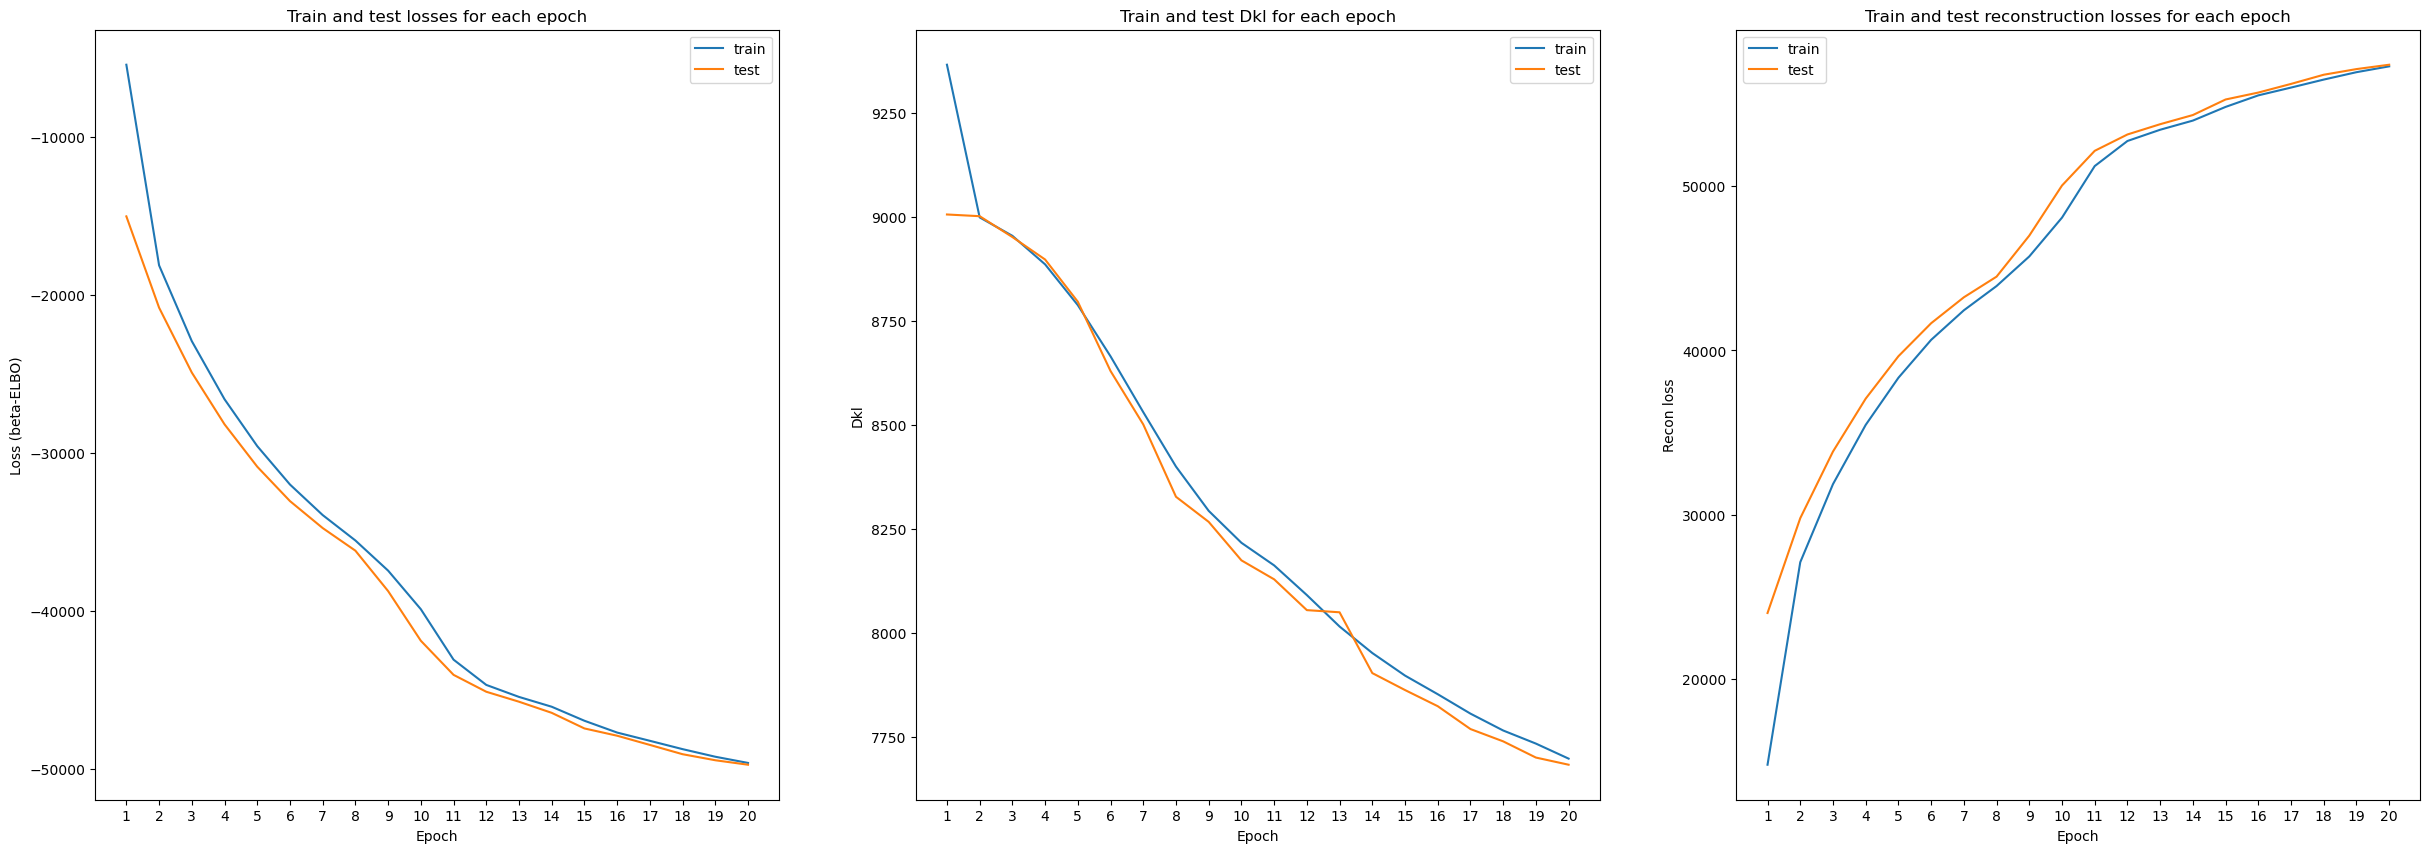 Train and test losses for each epoch
train
test
−10000
−20000
−30000
−40000
−50000
Loss (beta-ELBO)
1 2 3 4 5 6 7 8 9 10 11 12 13 14 15 16 17 18 19 20
Epoch
Train and test Dkl for each epoch
train
test
9250
9000
8750
8500
8250
8000
7750
Dkl
1 2 3 4 5 6 7 8 9 10 11 12 13 14 15 16 17 18 19 20
Epoch
Train and test reconstruction losses for each epoch
train
test
50000
40000
30000
20000
Recon loss
1 2 3 4 5 6 7 8 9 10 11 12 13 14 15 16 17 18 19 20
Epoch